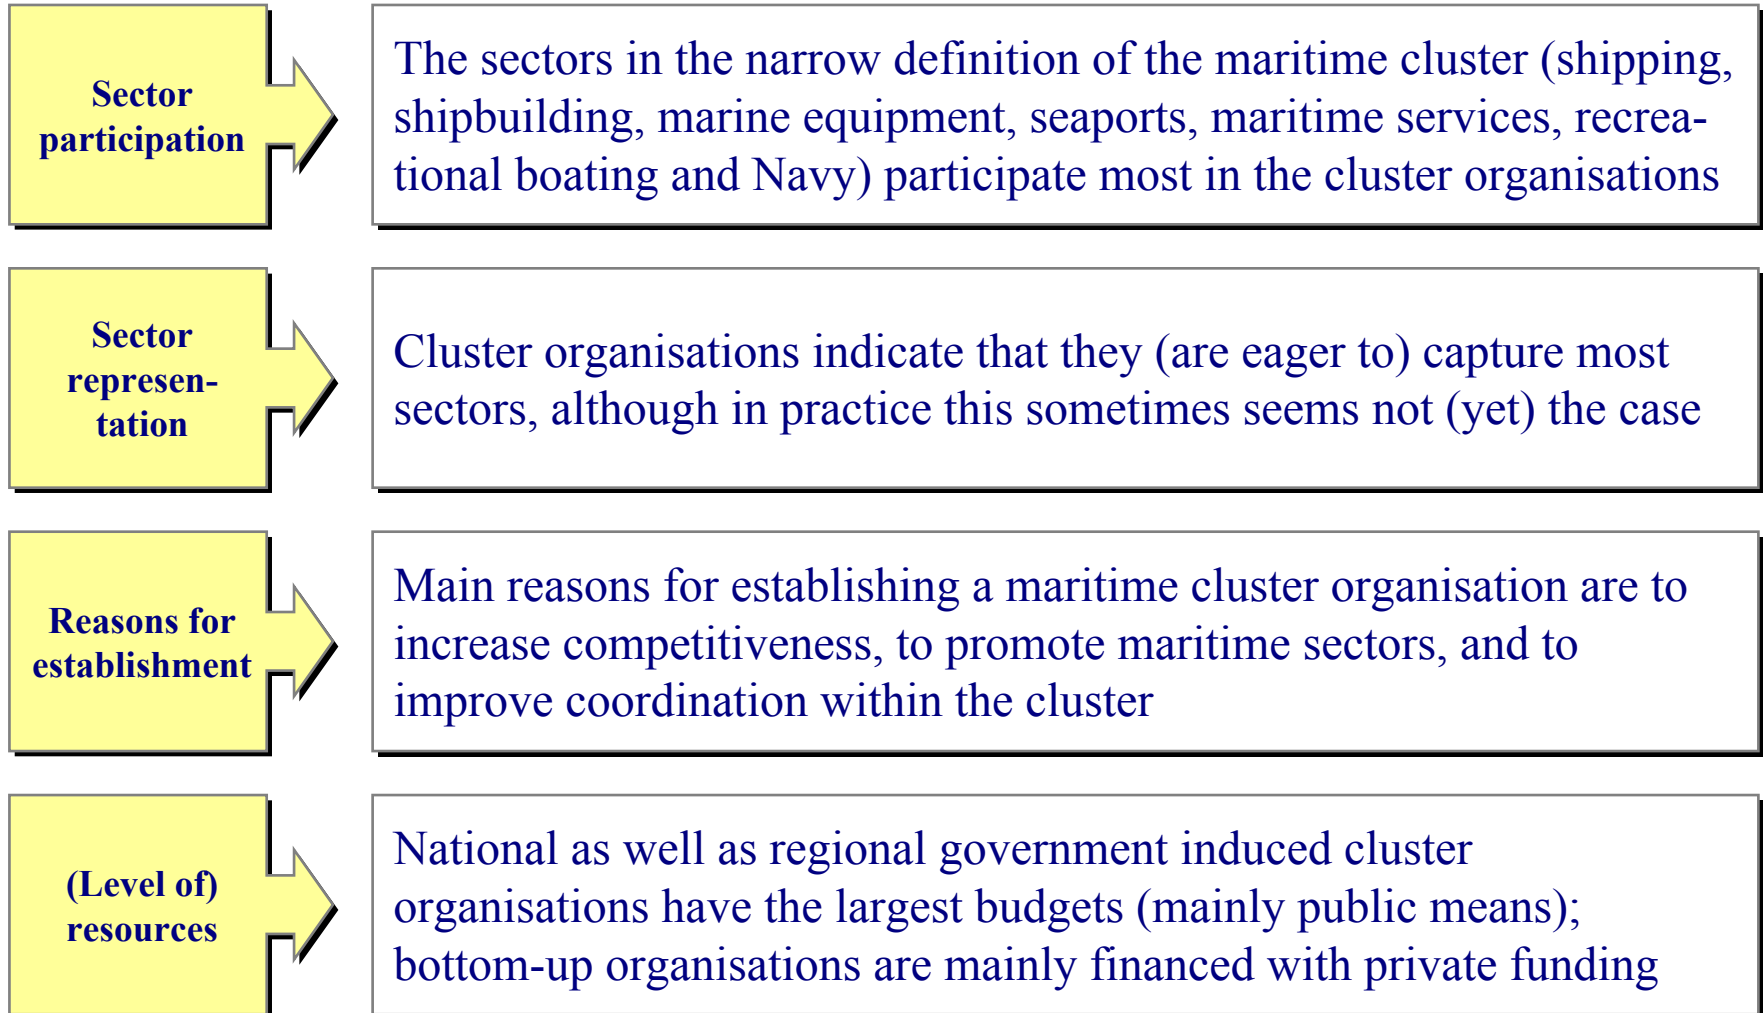 Sector
participation
The sectors in the narrow definition of the maritime cluster (shipping,
shipbuilding, marine equipment, seaports, maritime services, recrea-
tional boating and Navy) participate most in the cluster organisations
Sector
represen-
tation
Cluster organisations indicate that they (are eager to) capture most
sectors, although in practice this sometimes seems not (yet) the case
Reasons for
establishment
Main reasons for establishing a maritime cluster organisation are to
increase competitiveness, to promote maritime sectors, and to
improve coordination within the cluster
(Level of)
resources
National as well as regional government induced cluster
organisations have the largest budgets (mainly public means);
bottom-up organisations are mainly financed with private funding